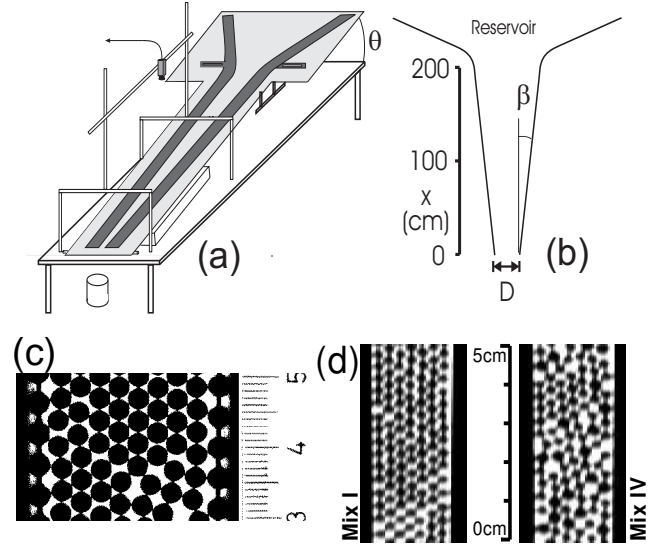 θ
(a)
Reservoir
200
β
100
x
(cm)
0
D
(b)
(c)
5
4
3
(d)
Mix I
5cm
0cm
Mix IV